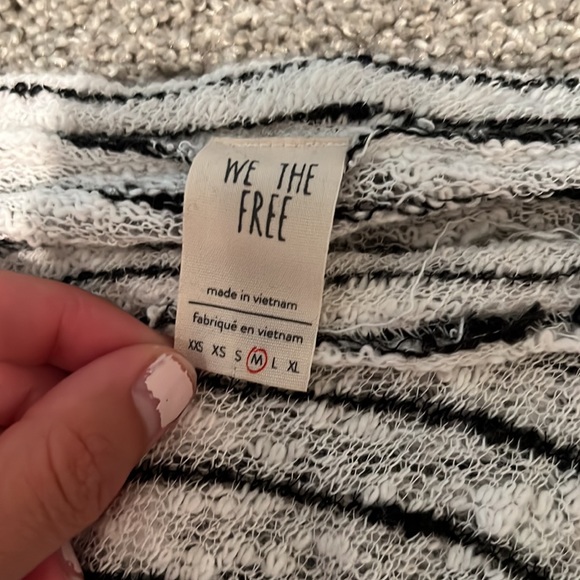 WE THE
FREE
made in vietnam
fabriqué en vietnam
XXS XS S M L XL